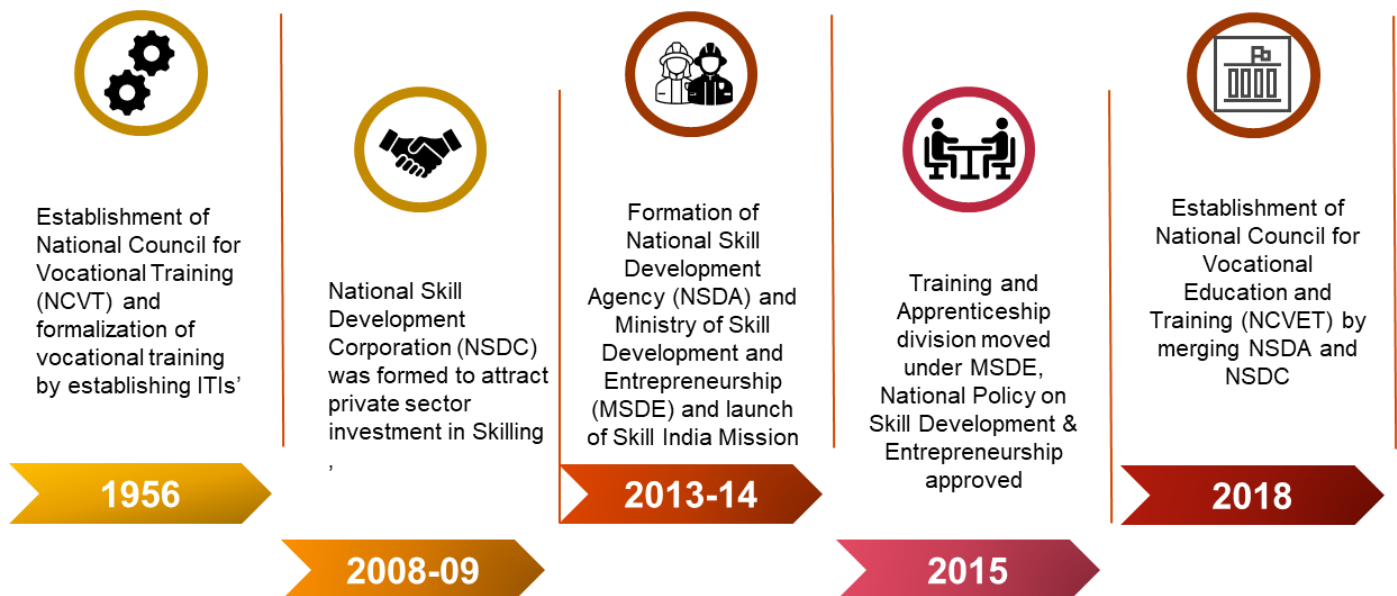 Establishment of
National Council for
Vocational Training
(NCVT) and
formalization of
vocational training
by establishing ITIs’
1956
National Skill
Development
Corporation (NSDC)
was formed to attract
private sector
investment in Skilling
,
2008-09
Formation of
National Skill
Development
Agency (NSDA) and
Ministry of Skill
Development and
Entrepreneurship
(MSDE) and launch
of Skill India Mission
2013-14
Training and
Apprenticeship
division moved
under MSDE,
National Policy on
Skill Development &
Entrepreneurship
approved
2015
Establishment of
National Council for
Vocational
Education and
Training (NCVET) by
merging NSDA and
NSDC
2018